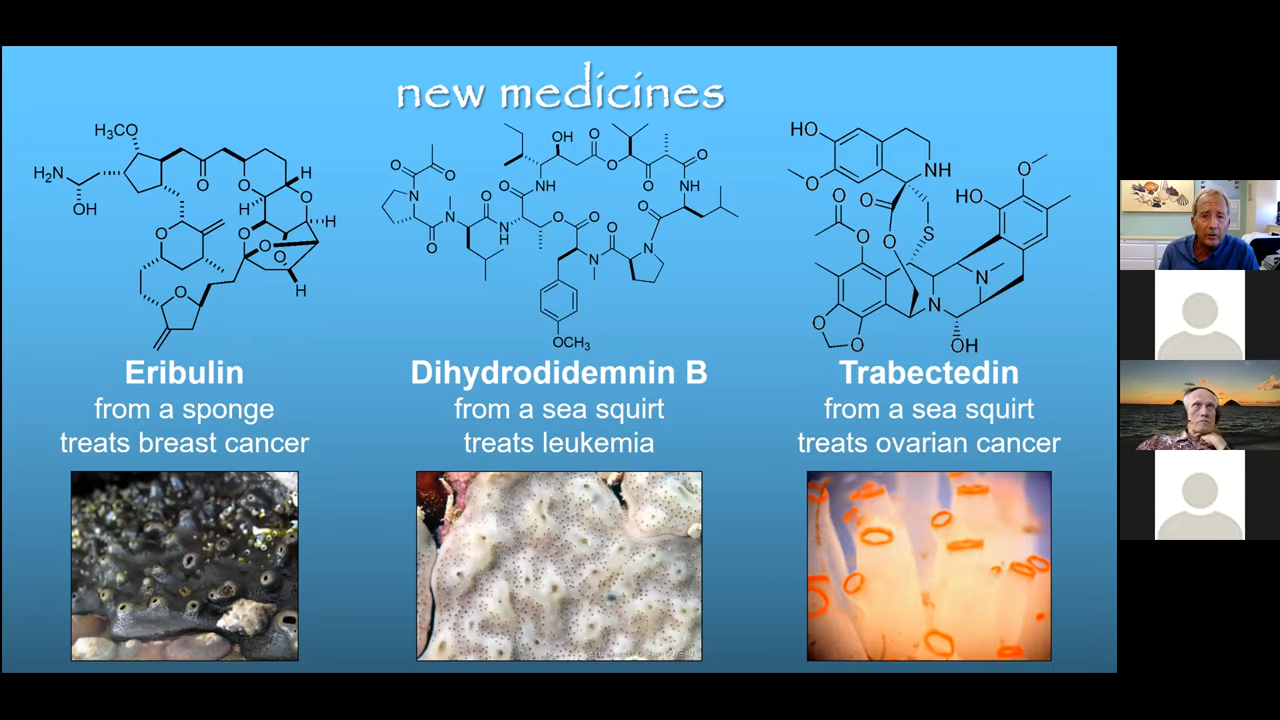 new medicines
H3CO
H2N
OH
O
O
H
H
O
O
H
O
O
O
O
H
O
OH
O
O
O
O
O
N
O
NH
O
NH
N
O
N
H
O
O
O
O
N
O
N
OCH3
HO
O
NH
O
O
O
O
S
HO
O
N
N
O
O
OH
Eribulin
from a sponge
treats breast cancer
Dihydrodidemnin B
from a sea squirt
treats leukemia
Trabectedin
from a sea squirt
treats ovarian cancer